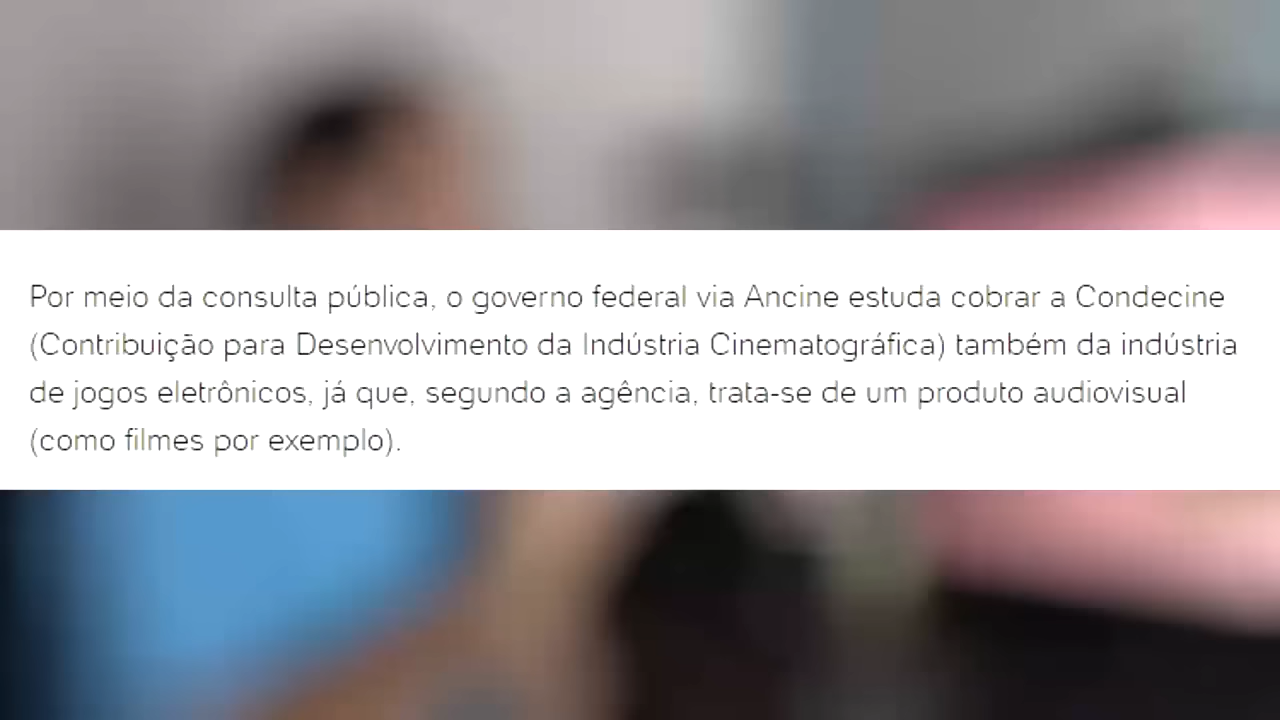 Por meio da consulta pública, o governo federal via Ancine estuda cobrar a Condecine
(Contribuição para Desenvolvimento da Indústria Cinematográfica) também da indústria
de jogos eletrônicos, já que, segundo a agência, trata-se de um produto audiovisual
(como filmes por exemplo).